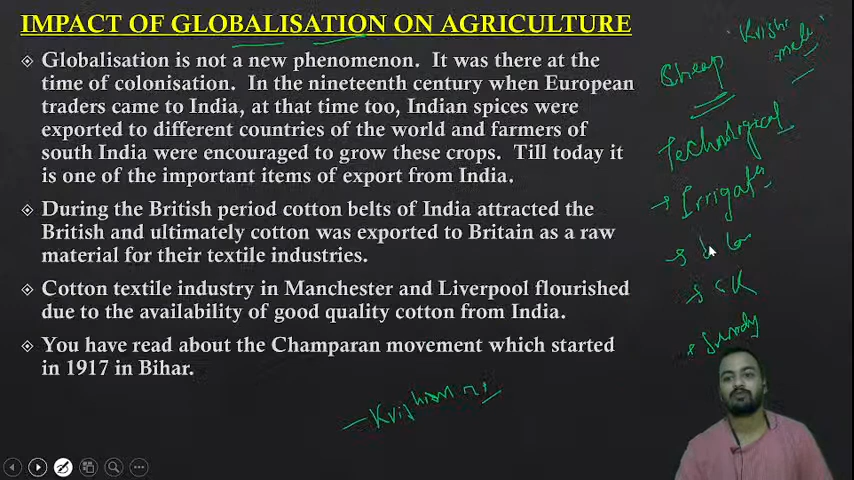 IMPACT OF GLOBALISATION ON AGRICULTURE
Globalisation is not a new phenomenon. It was there at the
time of colonisation. In the nineteenth century when European
traders came to India, at that time too, Indian spices were
exported to different countries of the world and farmers of
south India were encouraged to grow these crops. Till today it
is one of the important items of export from India.
During the British period cotton belts of India attracted the
British and ultimately cotton was exported to Britain as a raw
material for their textile industries.
Cotton textile industry in Manchester and Liverpool flourished
due to the availability of good quality cotton from India.
You have read about the Champaran movement which started
in 1917 in Bihar.
Cheap
Technological